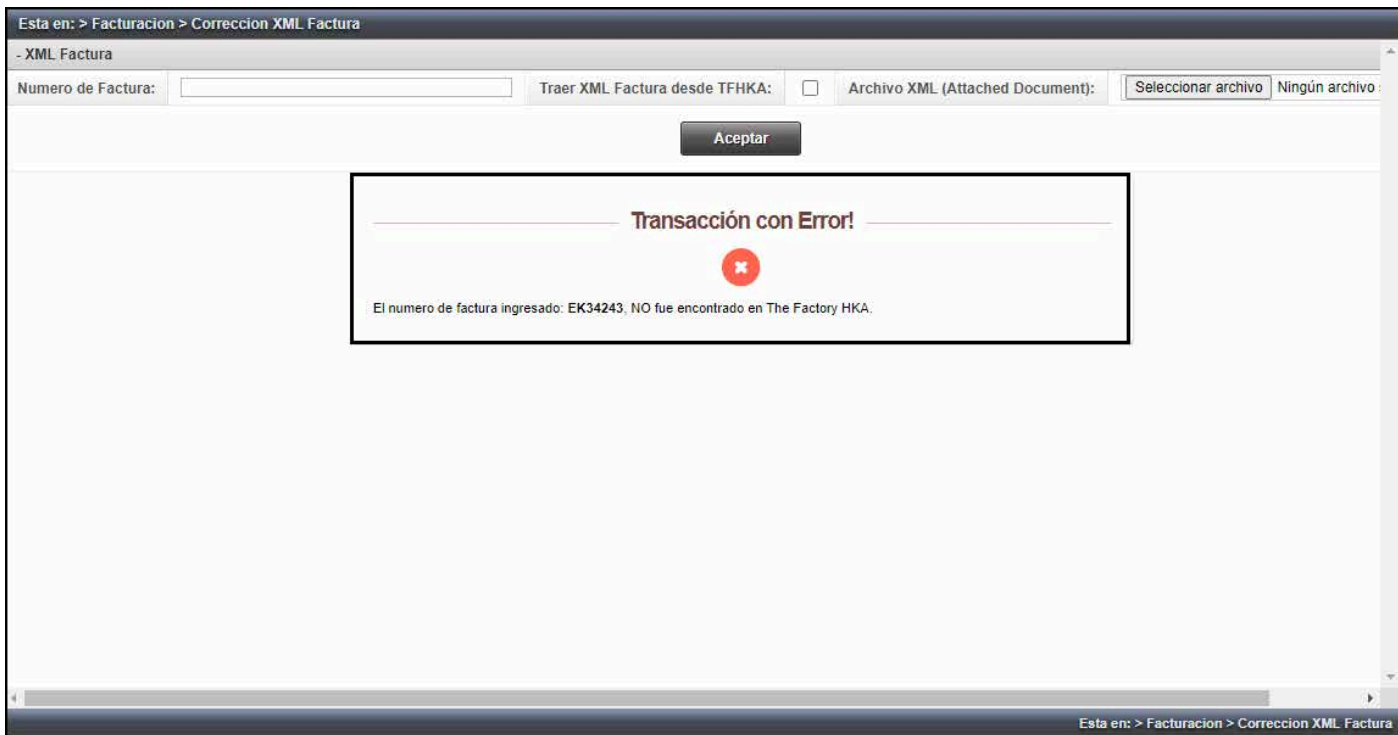 Esta en: > Facturacion > Correccion XML Factura
- XML Factura
Numero de Factura: Traer XML Factura desde TFHKA: Archivo XML (Attached Document): Seleccionar archivo Ningún archivo
Aceptar
Transacción con Error!
El numero de factura ingresado: EK34243, NO fue encontrado en The Factory HKA.
Esta en: > Facturacion > Correccion XML Factura